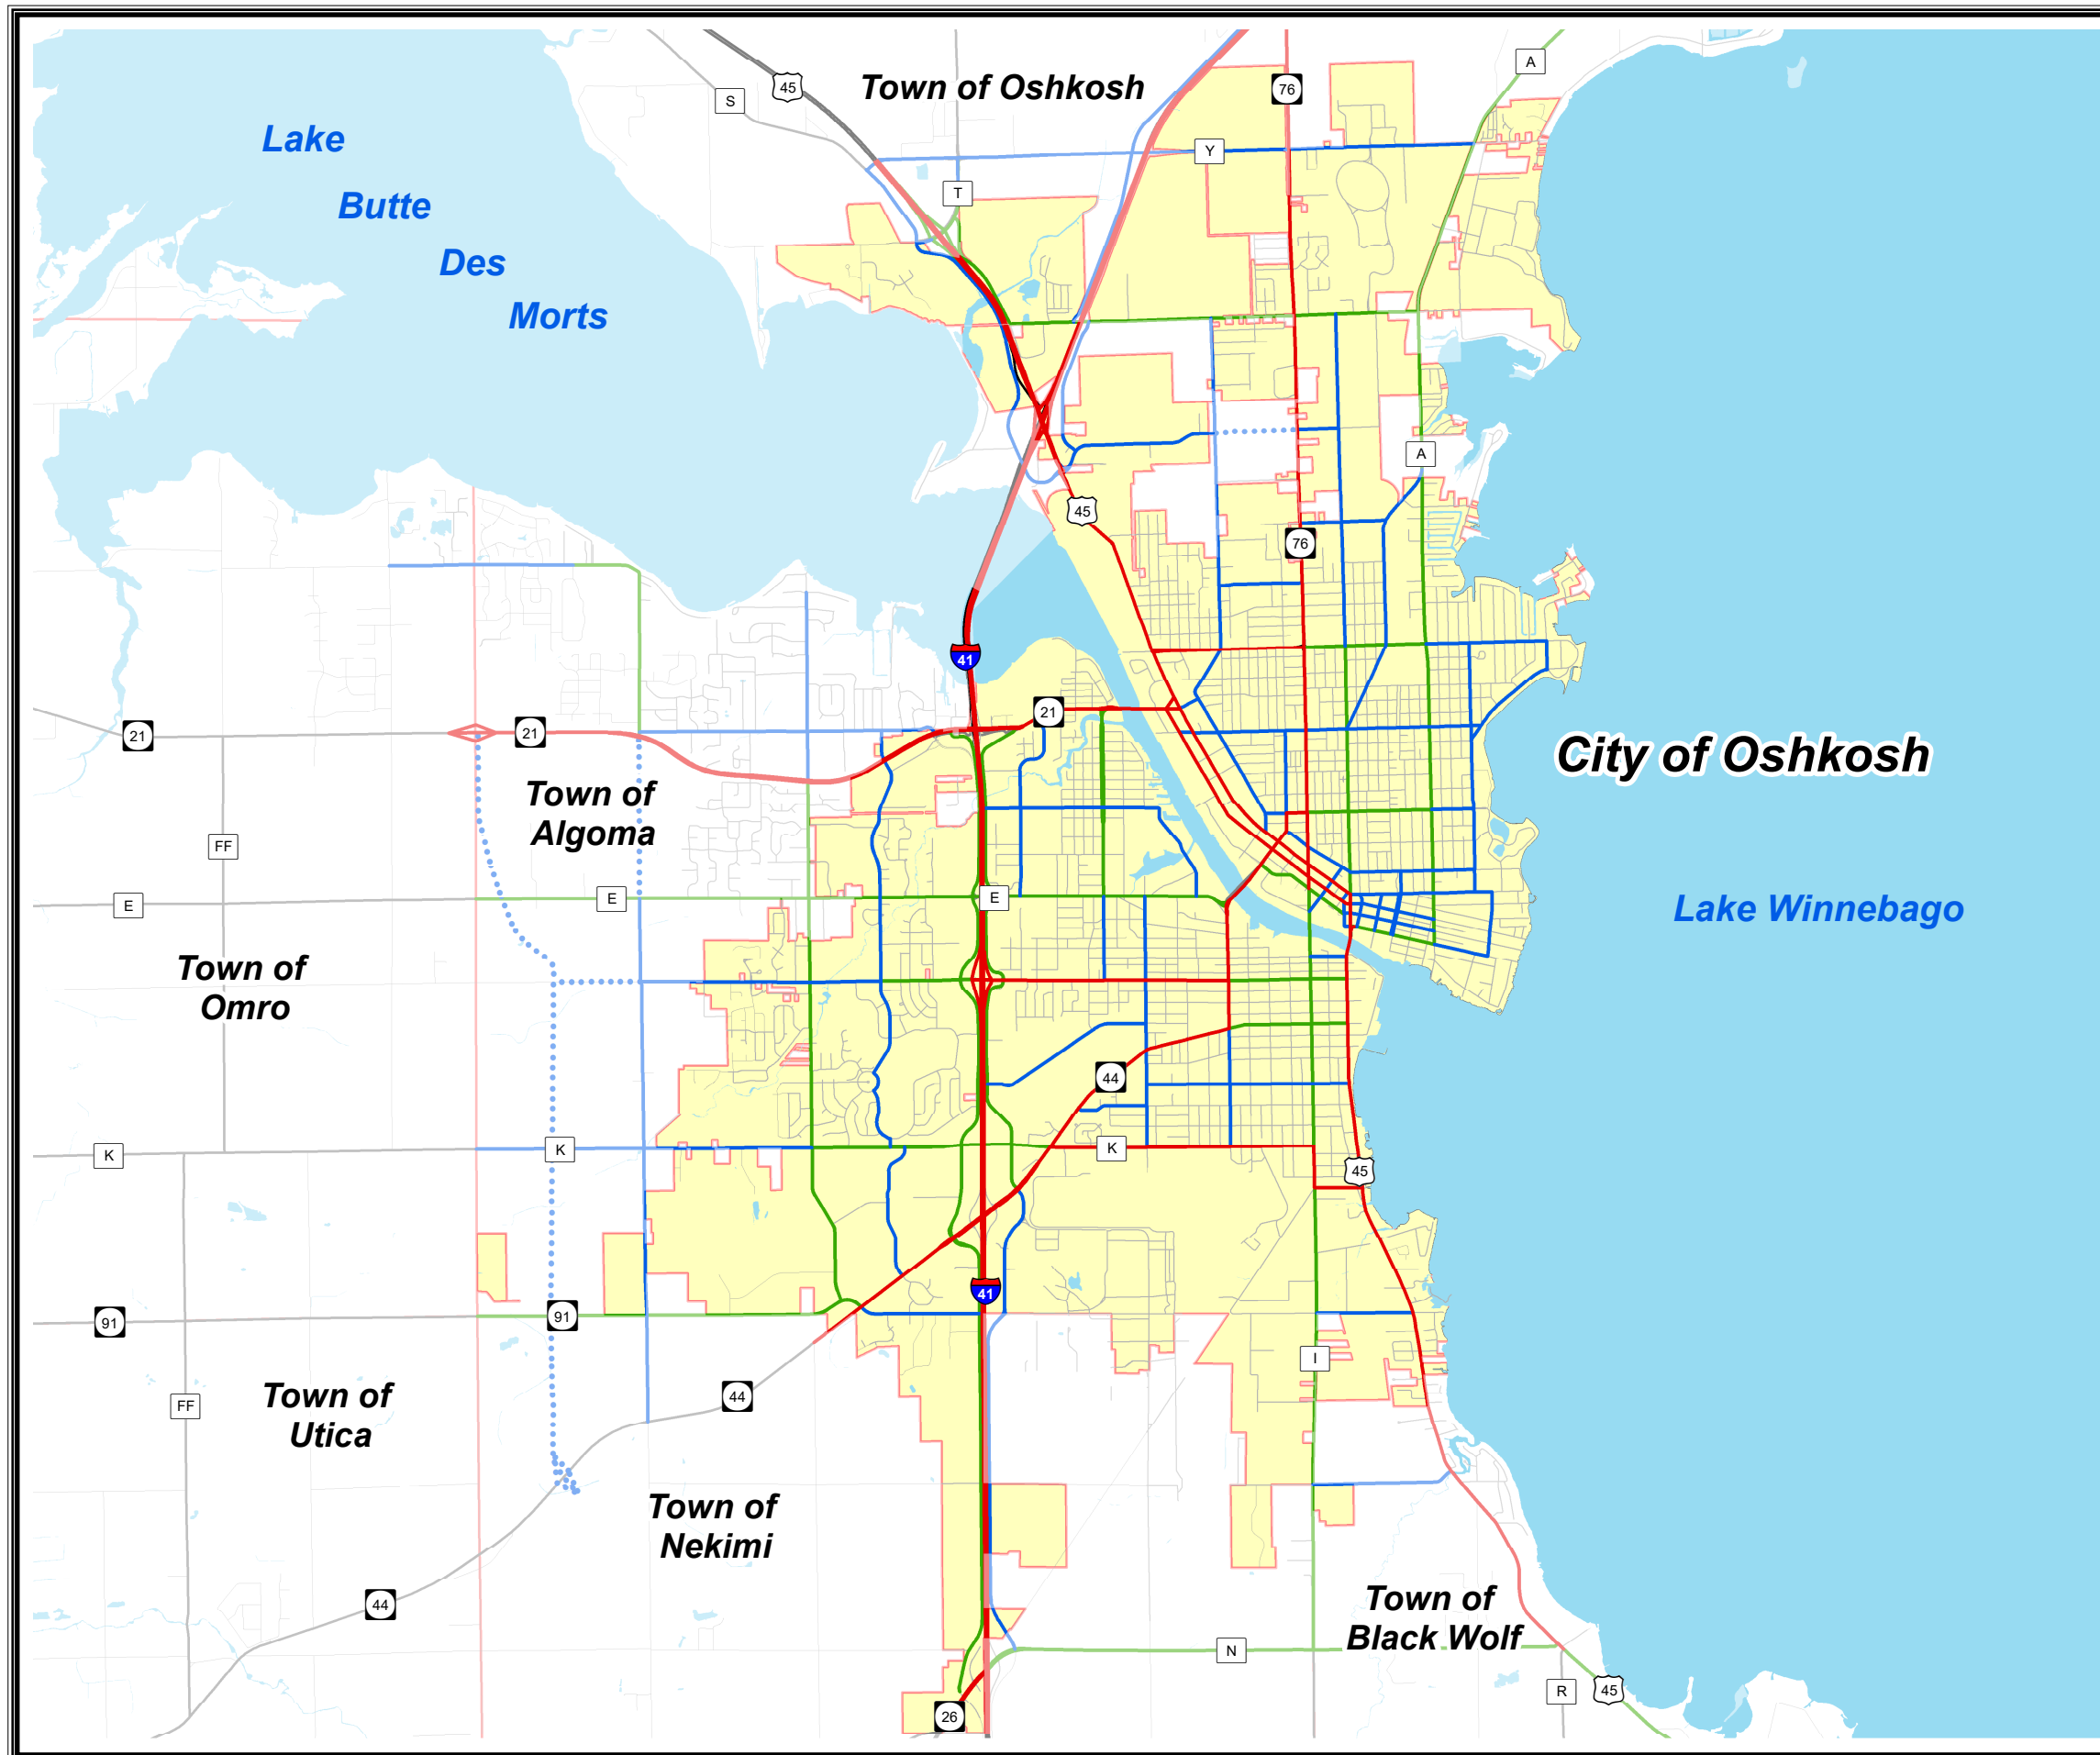 A
45
Town of Oshkosh
76
S
Lake
Y
T
Butte
Des
Morts
A
45
76
41
21
21
21
City of Oshkosh
Town of
Algoma
FF
E
E
E
Lake Winnebago
Town of
Omro
44
K
K
K
45
41
91
91
I
44
Town of
Utica
FF
Town of
Nekimi
44
Town of
Black Wolf
N
R
45
26